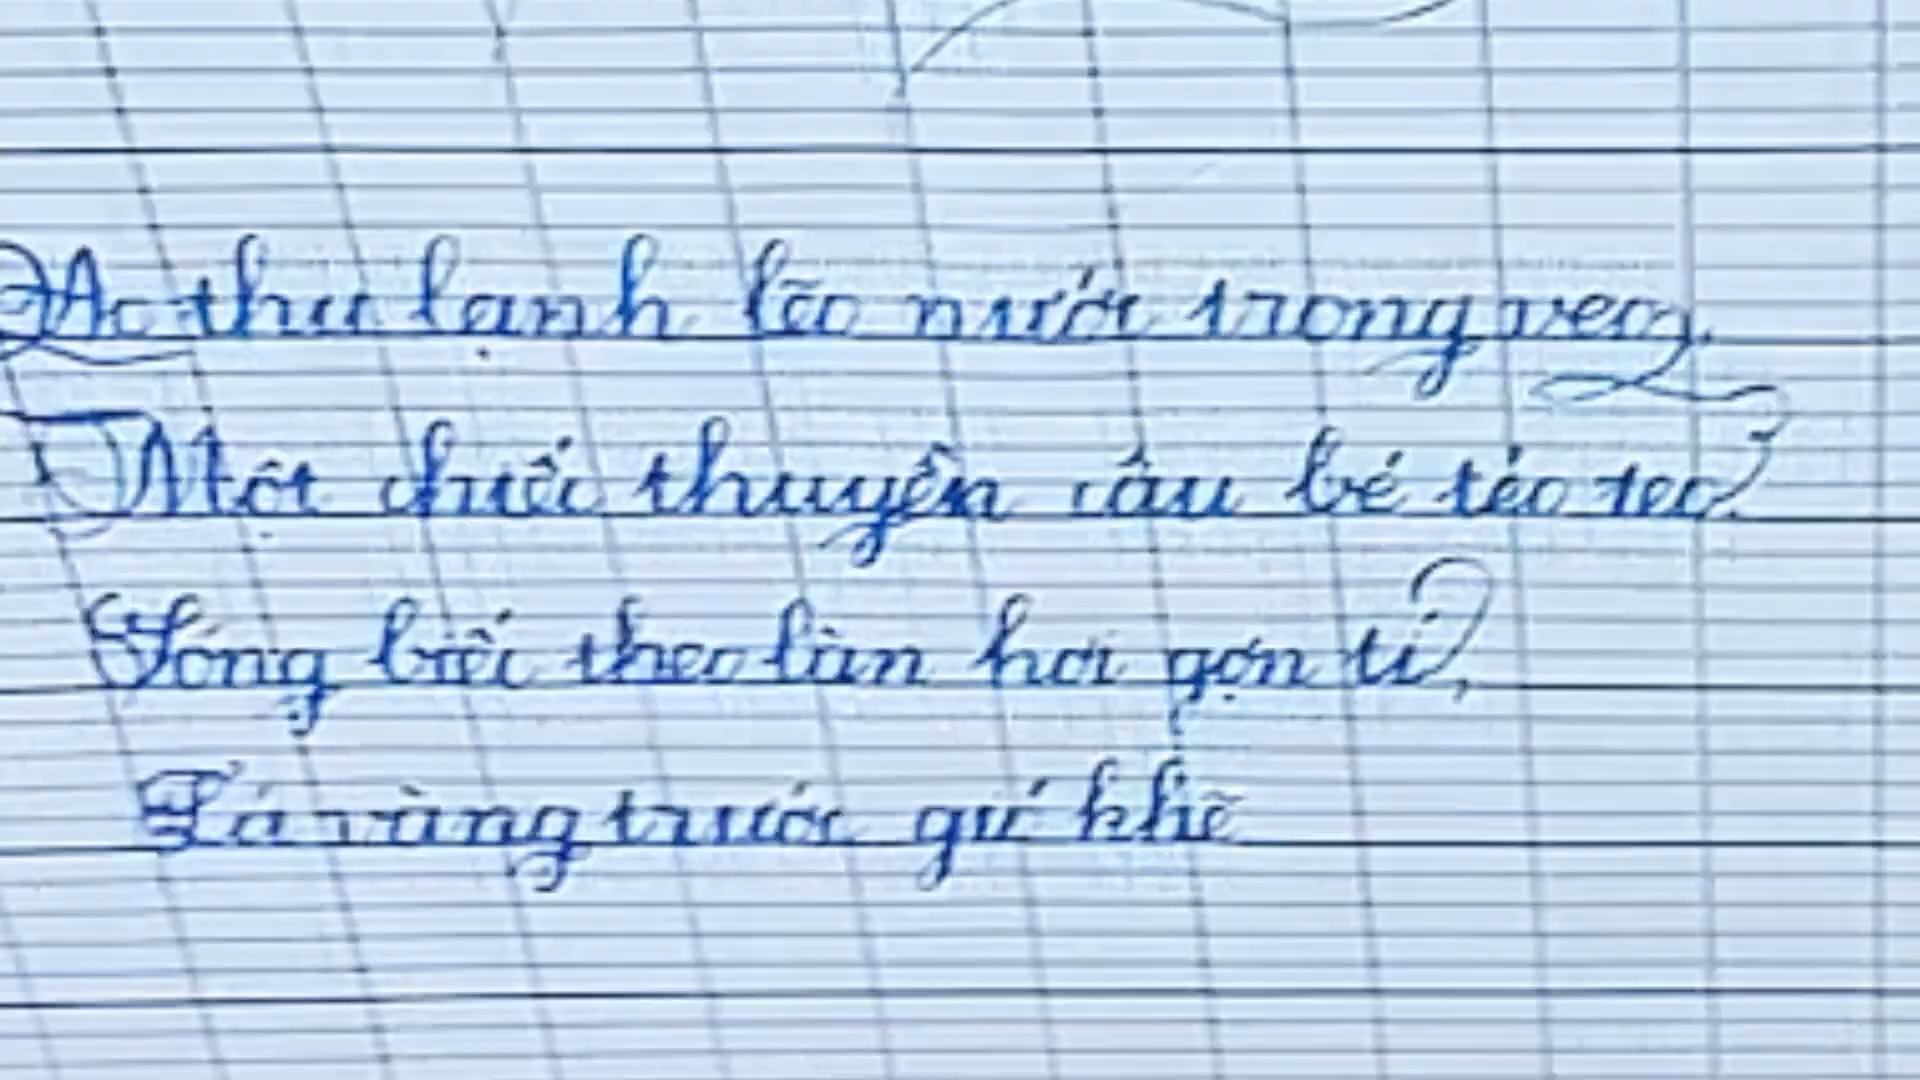 Ao thu lạnh lẽo nước trong veo,
Một chiếc thuyền câu bé tẻo teo.
Sóng biếc theo làn hơi gợn tí,
Lá vàng trước gió khẽ